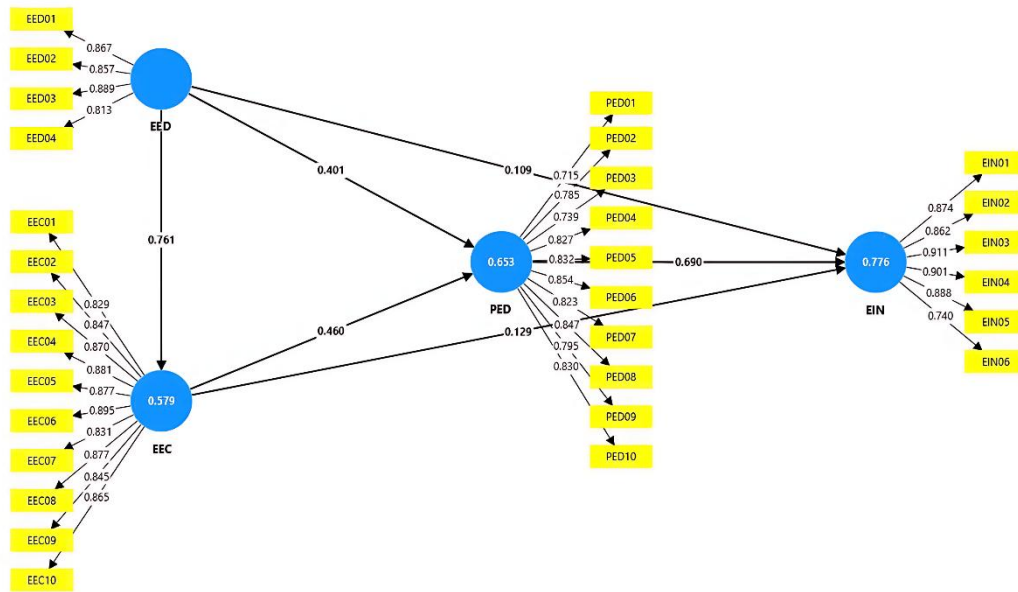 EED01
EED02
EED03
EED04
0.867
0.857
0.889
0.813
EED
0.401
0.109
0.761
PED01
PED02
PED03
PED04
PED05
PED06
PED07
PED08
PED09
PED10
0.715
0.785
0.739
0.827
0.832
0.854
0.823
0.847
0.795
0.830
0.653
PED
0.690
0.460
0.129
EIN01
EIN02
EIN03
EIN04
EIN05
EIN06
0.874
0.862
0.911
0.901
0.888
0.740
0.776
EIN
EEC01
EEC02
EEC03
EEC04
EEC05
EEC06
EEC07
EEC08
EEC09
EEC10
0.829
0.847
0.870
0.881
0.877
0.895
0.831
0.877
0.845
0.865
0.579
EEC